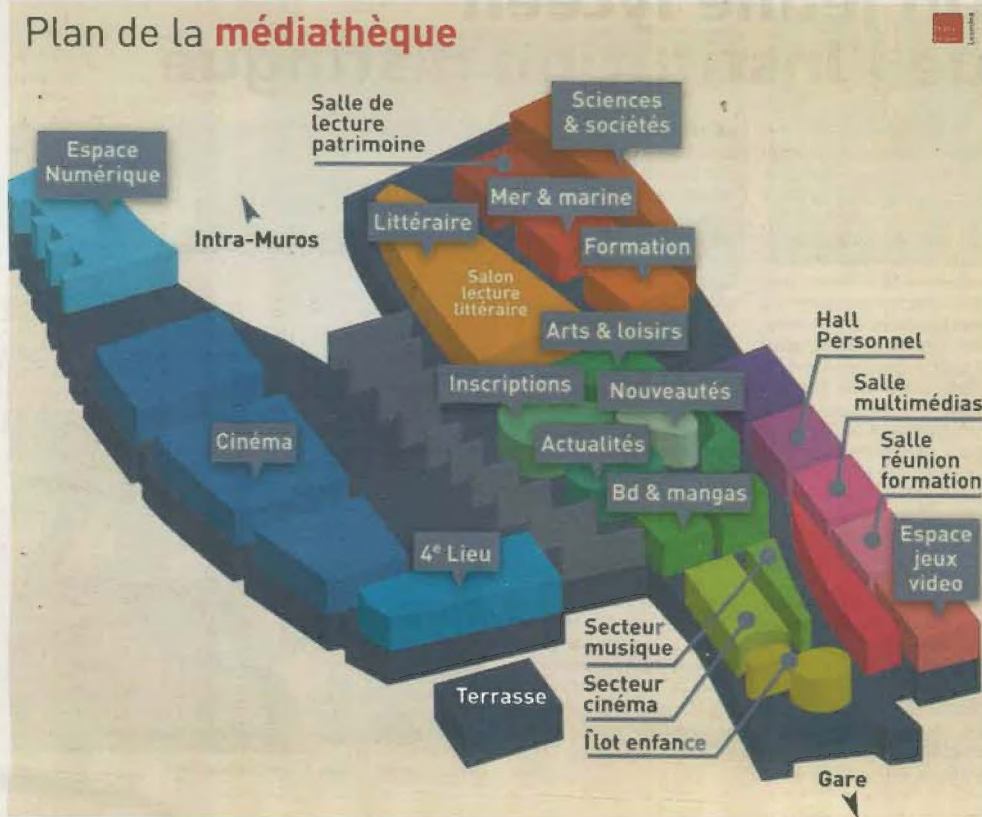 Plan de la médiathèque
Espace
Numérique
Intra-Muros
Salle de
lecture
patrimoine
Sciences
& sociétés
Mer & marine
Littéraire
Formation
Salon
lecture
littéraire
Arts & loisirs
Hall
Personnel
Inscriptions
Nouveautés
Salle
multimédias
Cinéma
Actualités
Salle
réunion
formation
Bd & mangas
4e Lieu
Espace
jeux
video
Secteur
musique
Secteur
cinéma
Îlot enfance
Terrasse
Gare